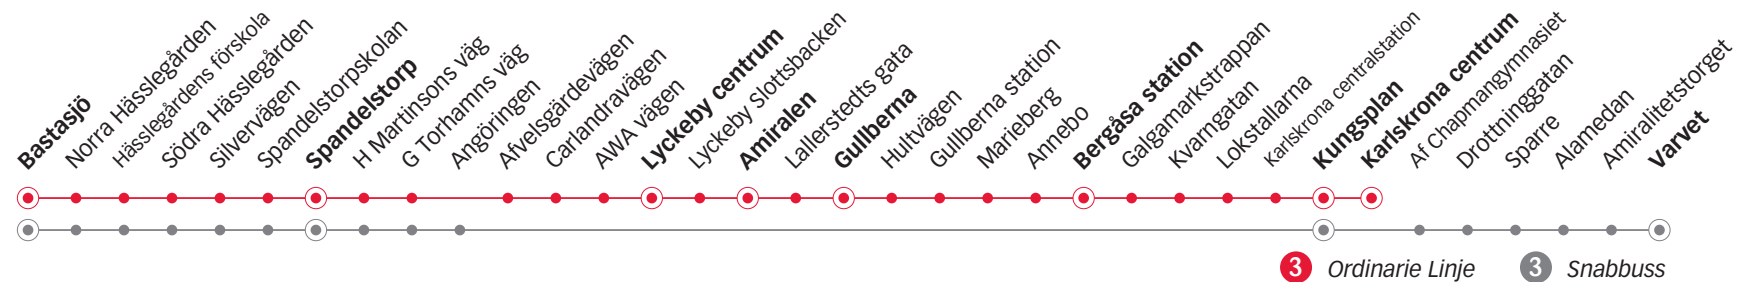 Bastasjö
Norra Hässlegården
Hässlegårdens förskola
Södra Hässlegården
Silvervägen
Spandelstorpskolan
Spandelstorp
H Martinsons väg
G Torhamns väg
Angöringen
Afvelsgärdevägen
Carlandravägen
AWA vägen
Lyckeby centrum
Lyckeby Slottsbacken
Amiralen
Lallerstedts gata
Gullberna
Hultvägen
Gullberna station
Marieberg
Annebo
Bergåsa station
Galgamarkstrappan
Kvarngatan
Lokstallarna
Karlskrona centralstation
Kungsplan
Karlskrona centrum
Af Chapmangymnasiet
Drottninggatan
Sparre
Alamedan
Amiralitetstorget
Varvet
3 Ordinarie Linje
3 Snabbuss